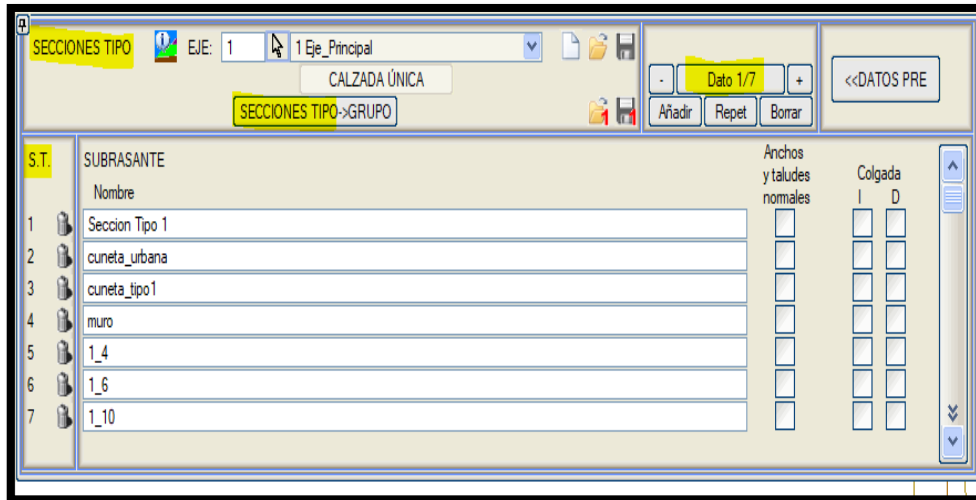 SECCIONES TIPO EJE: 1 1 Eje_Principal
CALZADA ÚNICA
SECCIONES TIPO->GRUPO
- Dato 1/7 +
Añadir Repet Borrar
<<DATOS PRE
S.T. SUBRASANTE
Nombre
Anchos
y taludes
normales
Colgada
I D
1 Seccion Tipo 1
2 cuneta_urbana
3 cuneta_tipo1
4 muro
5 1_4
6 1_6
7 1_10